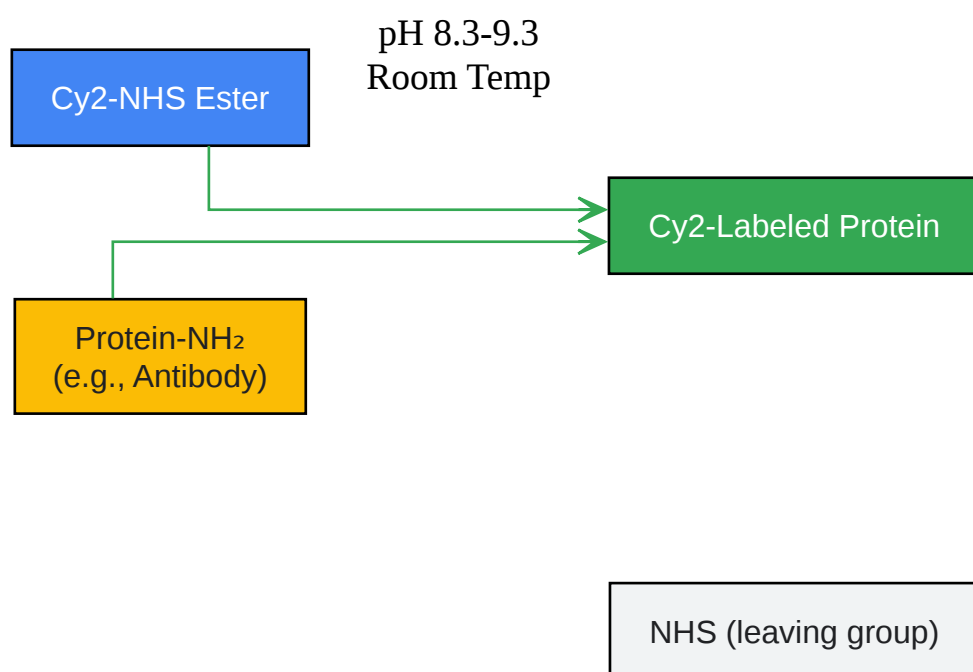 pH 8.3-9.3
Room Temp
Cy2-NHS Ester
Cy2-Labeled Protein
Protein-NH₂
(e.g., Antibody)
NHS (leaving group)